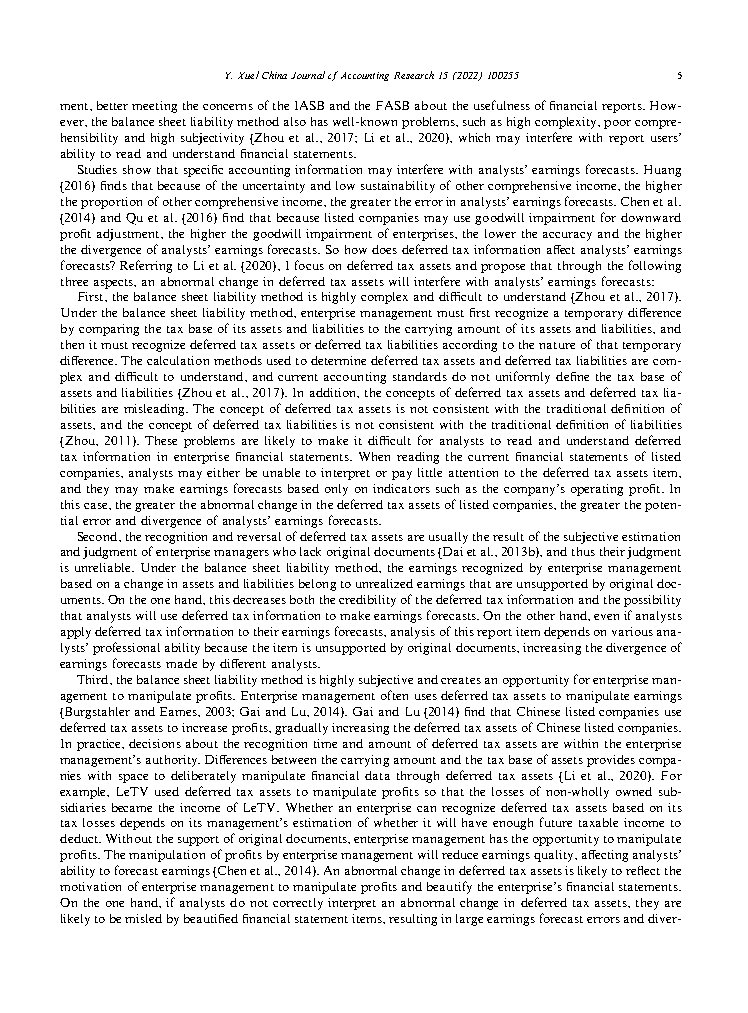 Y. Xue / China Journal of Accounting Research 15 (2022) 100255
5
ment, better meeting the concerns of the IASB and the FASB about the usefulness of financial reports. How-
ever, the balance sheet liability method also has well-known problems, such as high complexity, poor compre-
hensibility and high subjectivity (Zhou et al., 2017; Li et al., 2020), which may interfere with report users'
ability to read and understand financial statements.
Studies show that specific accounting information may interfere with analysts' earnings forecasts. Huang
(2016) finds that because of the uncertainty and low sustainability of other comprehensive income, the higher
the proportion of other comprehensive income, the greater the error in analysts' earnings forecasts. Chen et al.
(2014) and Qu et al. (2016) find that because listed companies may use goodwill impairment for downward
profit adjustment, the higher the goodwill impairment of enterprises, the lower the accuracy and the higher
the divergence of analysts' earnings forecasts. So how does deferred tax information affect analysts' earnings
forecasts? Referring to Li et al. (2020), I focus on deferred tax assets and propose that through the following
three aspects, an abnormal change in deferred tax assets will interfere with analysts' earnings forecasts:
First, the balance sheet liability method is highly complex and difficult to understand (Zhou et al., 2017).
Under the balance sheet liability method, enterprise management must first recognize a temporary difference
by comparing the tax base of its assets and liabilities to the carrying amount of its assets and liabilities, and
then it must recognize deferred tax assets or deferred tax liabilities according to the nature of that temporary
difference. The calculation methods used to determine deferred tax assets and deferred tax liabilities are com-
plex and difficult to understand, and current accounting standards do not uniformly define the tax base of
assets and liabilities (Zhou et al., 2017). In addition, the concepts of deferred tax assets and deferred tax lia-
bilities are misleading. The concept of deferred tax assets is not consistent with the traditional definition of
assets, and the concept of deferred tax liabilities is not consistent with the traditional definition of liabilities
(Zhou, 2011). These problems are likely to make it difficult for analysts to read and understand deferred
tax information in enterprise financial statements. When reading the current financial statements of listed
companies, analysts may either be unable to interpret or pay little attention to the deferred tax assets item,
and they may make earnings forecasts based only on indicators such as the company's operating profit. In
this case, the greater the abnormal change in the deferred tax assets of listed companies, the greater the poten-
tial error and divergence of analysts' earnings forecasts.
Second, the recognition and reversal of deferred tax assets are usually the result of the subjective estimation
and judgment of enterprise managers who lack original documents (Dai et al., 2013b), and thus their judgment
is unreliable. Under the balance sheet liability method, the earnings recognized by enterprise management
based on a change in assets and liabilities belong to unrealized earnings that are unsupported by original doc-
uments. On the one hand, this decreases both the credibility of the deferred tax information and the possibility
that analysts will use deferred tax information to make earnings forecasts. On the other hand, even if analysts
apply deferred tax information to their earnings forecasts, analysis of this report item depends on various ana-
lysts' professional ability because the item is unsupported by original documents, increasing the divergence of
earnings forecasts made by different analysts.
Third, the balance sheet liability method is highly subjective and creates an opportunity for enterprise man-
agement to manipulate profits. Enterprise management often uses deferred tax assets to manipulate earnings
(Burgstahler and Eames, 2003; Gai and Lu, 2014). Gai and Lu (2014) find that Chinese listed companies use
deferred tax assets to increase profits, gradually increasing the deferred tax assets of Chinese listed companies.
In practice, decisions about the recognition time and amount of deferred tax assets are within the enterprise
management's authority. Differences between the carrying amount and the tax base of assets provides compa-
nies with space to deliberately manipulate financial data through deferred tax assets (Li et al., 2020). For
example, LeTV used deferred tax assets to manipulate profits so that the losses of non-wholly owned sub-
sidiaries became the income of LeTV. Whether an enterprise can recognize deferred tax assets based on its
tax losses depends on its management's estimation of whether it will have enough future taxable income to
deduct. Without the support of original documents, enterprise management has the opportunity to manipulate
profits. The manipulation of profits by enterprise management will reduce earnings quality, affecting analysts'
ability to forecast earnings (Chen et al., 2014). An abnormal change in deferred tax assets is likely to reflect the
motivation of enterprise management to manipulate profits and beautify the enterprise's financial statements.
On the one hand, if analysts do not correctly interpret an abnormal change in deferred tax assets, they are
likely to be misled by beautified financial statement items, resulting in large earnings forecast errors and diver-